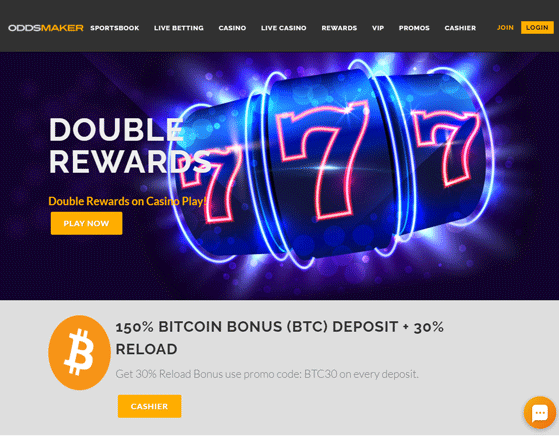 ODDSMAKER SPORTSBOOK LIVE BETTING CASINO LIVE CASINO REWARDS VIP PROMOS CASHIER JOIN LOGIN
DOUBLE
REWARDS
777
Double Rewards on Casino Play!
PLAY NOW
150% BITCOIN BONUS (BTC) DEPOSIT + 30%
RELOAD
Get 30% Reload Bonus use promo code: BTC30 on every deposit.
CASHIER